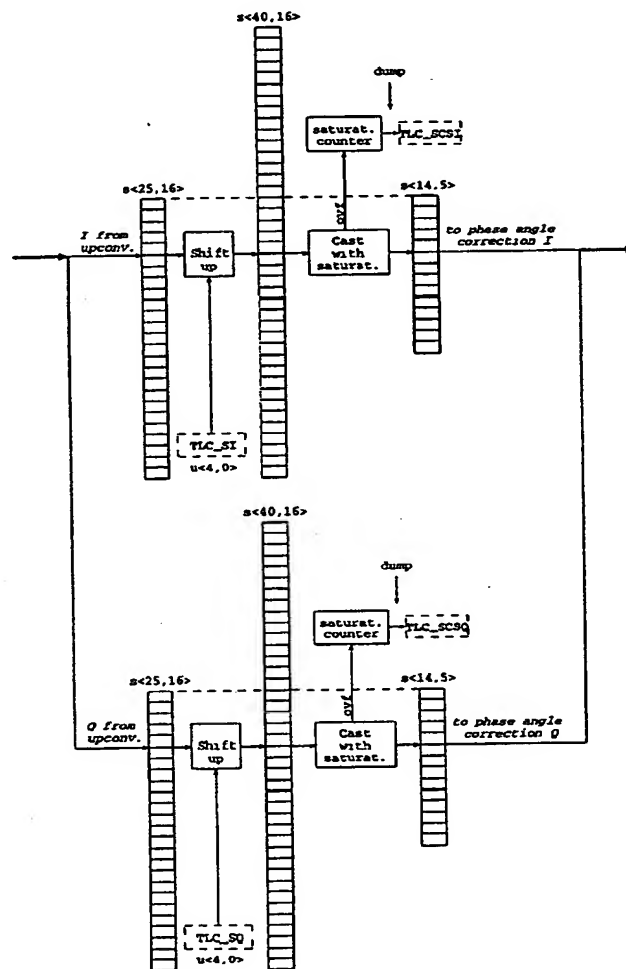 s<40,16>
dump
saturat.
counter
TLC_SCSI
s<25,16>
s<14,5>
ovf
I from
upconv.
Shift
up
Cast
with
saturat.
to phase angle
correction I
TLC_SI
u<4,0>
s<40,16>
dump
saturat.
counter
TLC_SCSQ
s<25,16>
s<14,5>
ovf
Q from
upconv.
Shift
up
Cast
with
saturat.
to phase angle
correction Q
TLC_SQ
u<4,0>